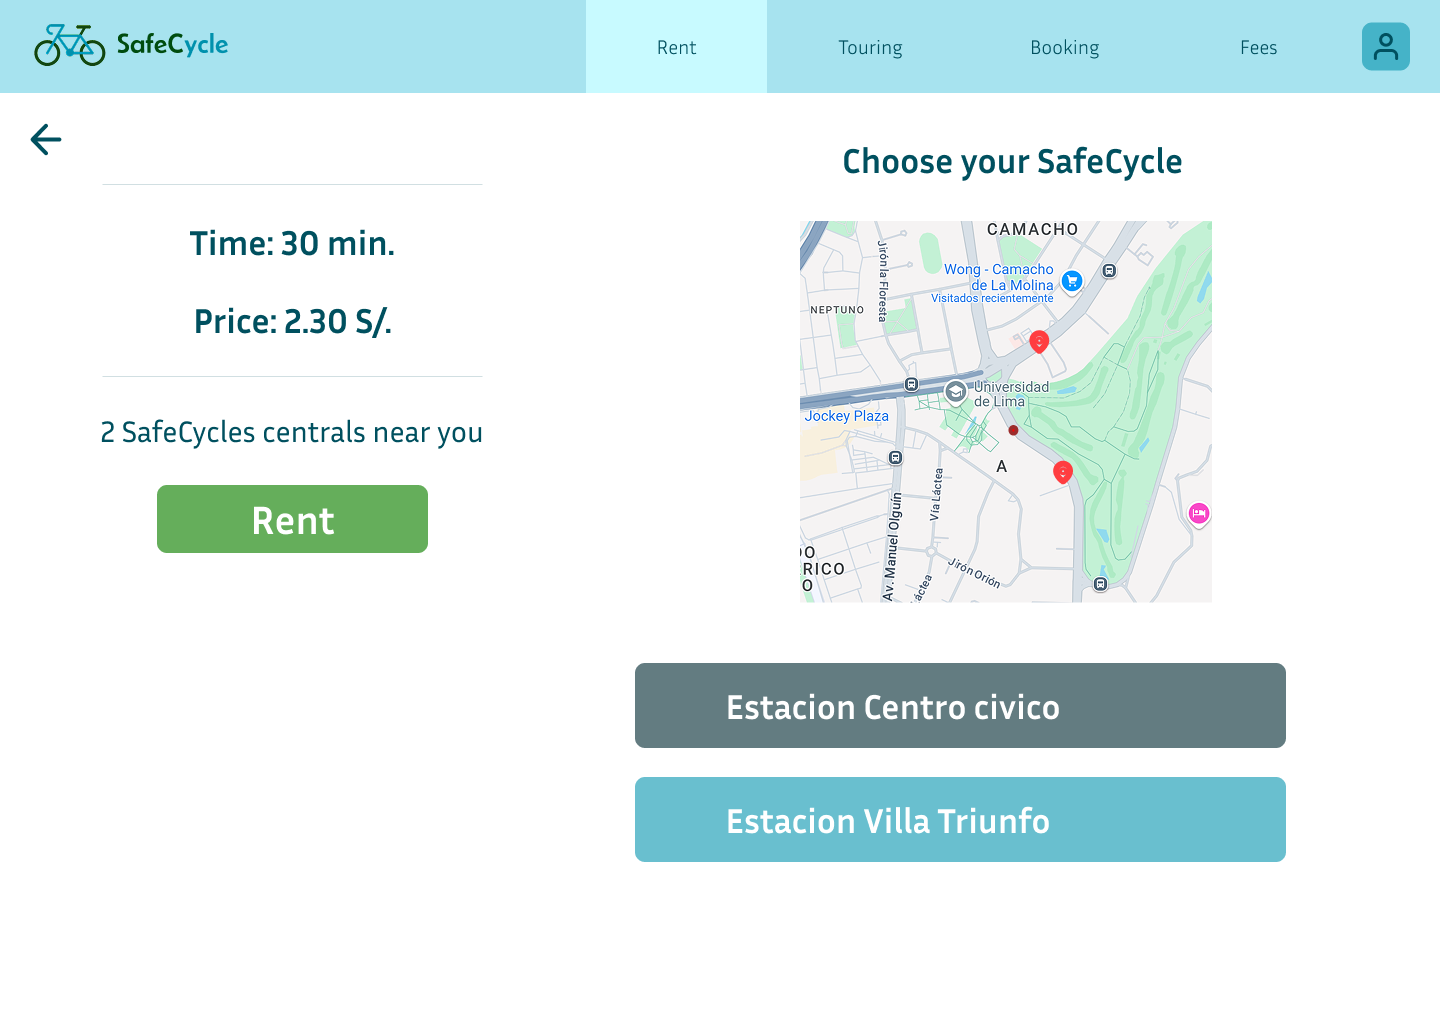 SafeCycle
Rent
Touring
Booking
Fees
Time: 30 min.
Price: 2.30 S/.
2 SafeCycles centrals near you
Rent
Choose your SafeCycle
CAMACHO
Jirón la Floresta
Wong - Camacho
de La Molina
Visitados recientemente
NEPTUNO
Universidad
de Lima
Jockey Plaza
A
Vía Láctea
Av. Manuel Olguín
Jirón Orión
Láctea
DO
RICO
O
Estacion Centro civico
Estacion Villa Triunfo